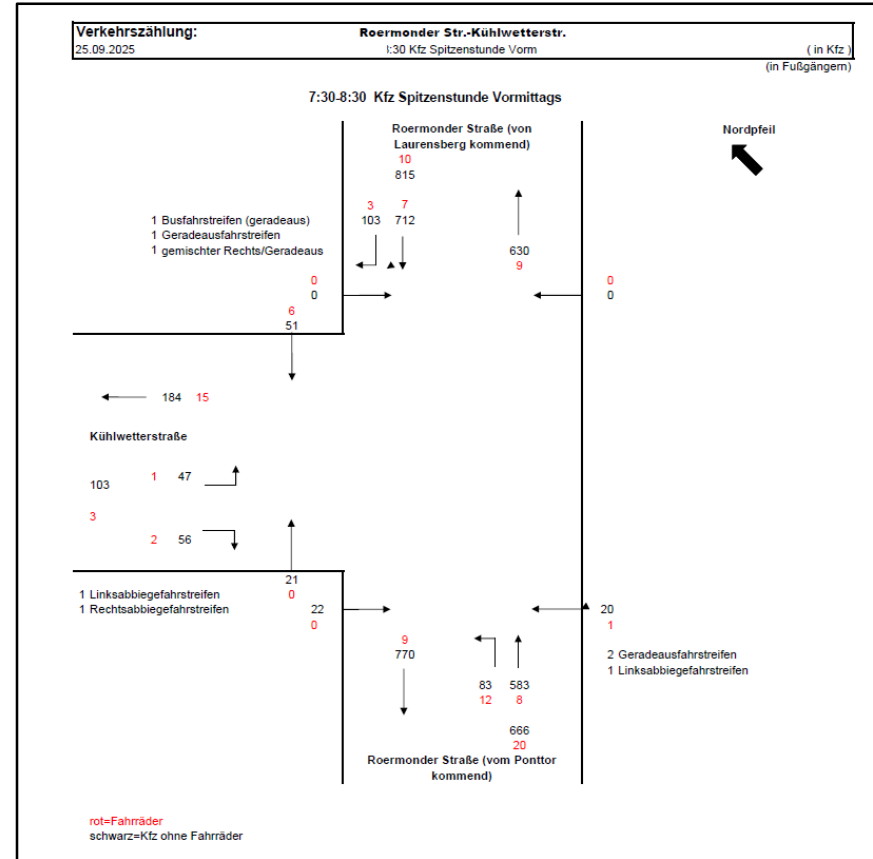 Verkehrszählung: Roermonder Str.-Kühlwetterstr.
25.09.2025 :30 Kfz Spitzenstunde Vorm ( in Kfz )
(in Fußgängern)
7:30-8:30 Kfz Spitzenstunde Vormittags
Roermonder Straße (von
Laurensberg kommend)
Nordpfeil
10
815
3 7
1 Busfahrstreifen (geradeaus) 103 712
1 Geradeausfahrstreifen
1 gemischter Rechts/Geradeaus 630
9
0 0
0 0
6
51
184 15
Kühlwetterstraße
1 47
103
3
2 56
21
1 Linksabbiegefahrstreifen 0
1 Rechtsabbiegefahrstreifen 22 20
0 1
9
770
2 Geradeausfahrstreifen
1 Linksabbiegefahrstreifen
83 583
12 8
666
20
Roermonder Straße (vom Ponttor
kommend)
rot=Fahrräder
schwarz=Kfz ohne Fahrräder